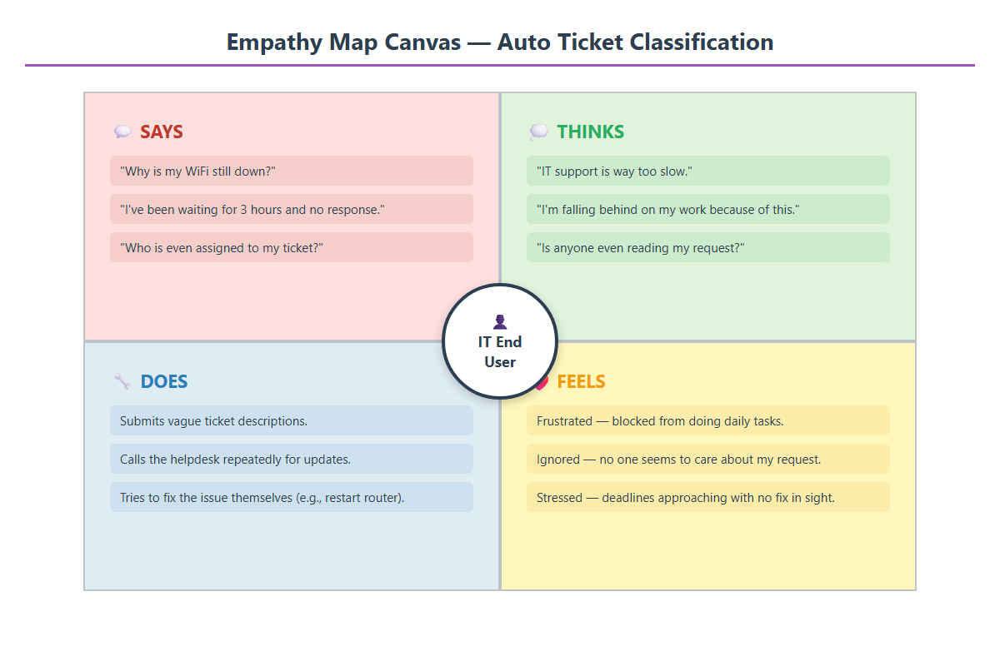 Empathy Map Canvas — Auto Ticket Classification
SAYS
"Why is my WiFi still down?"
"I've been waiting for 3 hours and no response."
"Who is even assigned to my ticket?"
THINKS
"IT support is way too slow."
"I'm falling behind on my work because of this."
"Is anyone even reading my request?"
IT End
User
DOES
Submits vague ticket descriptions.
Calls the helpdesk repeatedly for updates.
Tries to fix the issue themselves (e.g., restart router).
FEELS
Frustrated — blocked from doing daily tasks.
Ignored — no one seems to care about my request.
Stressed — deadlines approaching with no fix in sight.